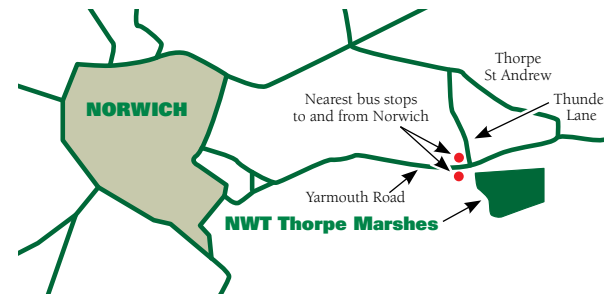 Thorpe
St Andrew
NORWICH
Nearest bus stops
to and from Norwich
Thunde
Lane
Yarmouth Road
NWT Thorpe Marshes